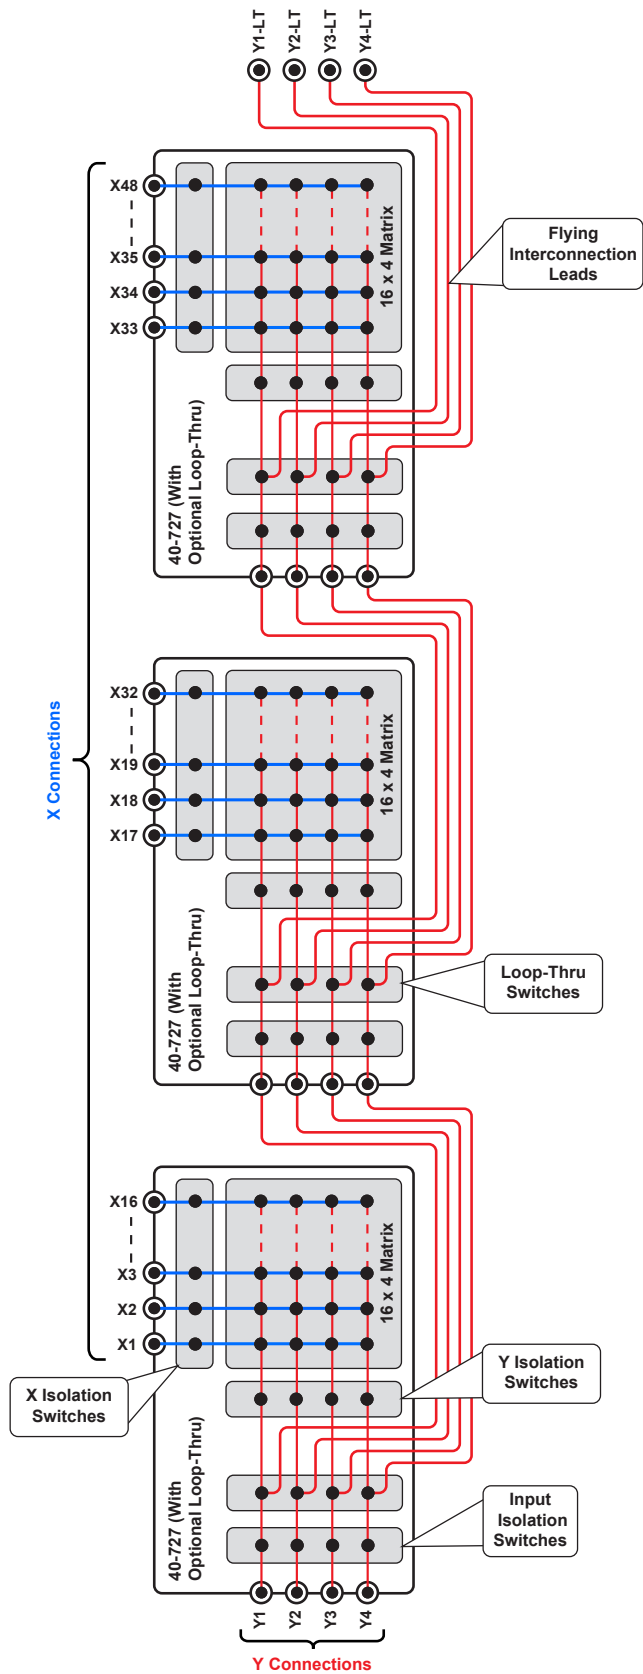 Y1-LT
Y2-LT
Y3-LT
Y4-LT
X48
X35
X34
X33
16 x 4 Matrix
Flying
Interconnection
Leads
40-727 (With
Optional Loop-Thru)
X Connections
X32
X19
X18
X17
16 x 4 Matrix
40-727 (With
Optional Loop-Thru)
Loop-Thru
Switches
X16
X3
X2
X1
16 x 4 Matrix
X Isolation
Switches
Y Isolation
Switches
40-727 (With
Optional Loop-Thru)
Input
Isolation
Switches
Y1
Y2
Y3
Y4
Y Connections